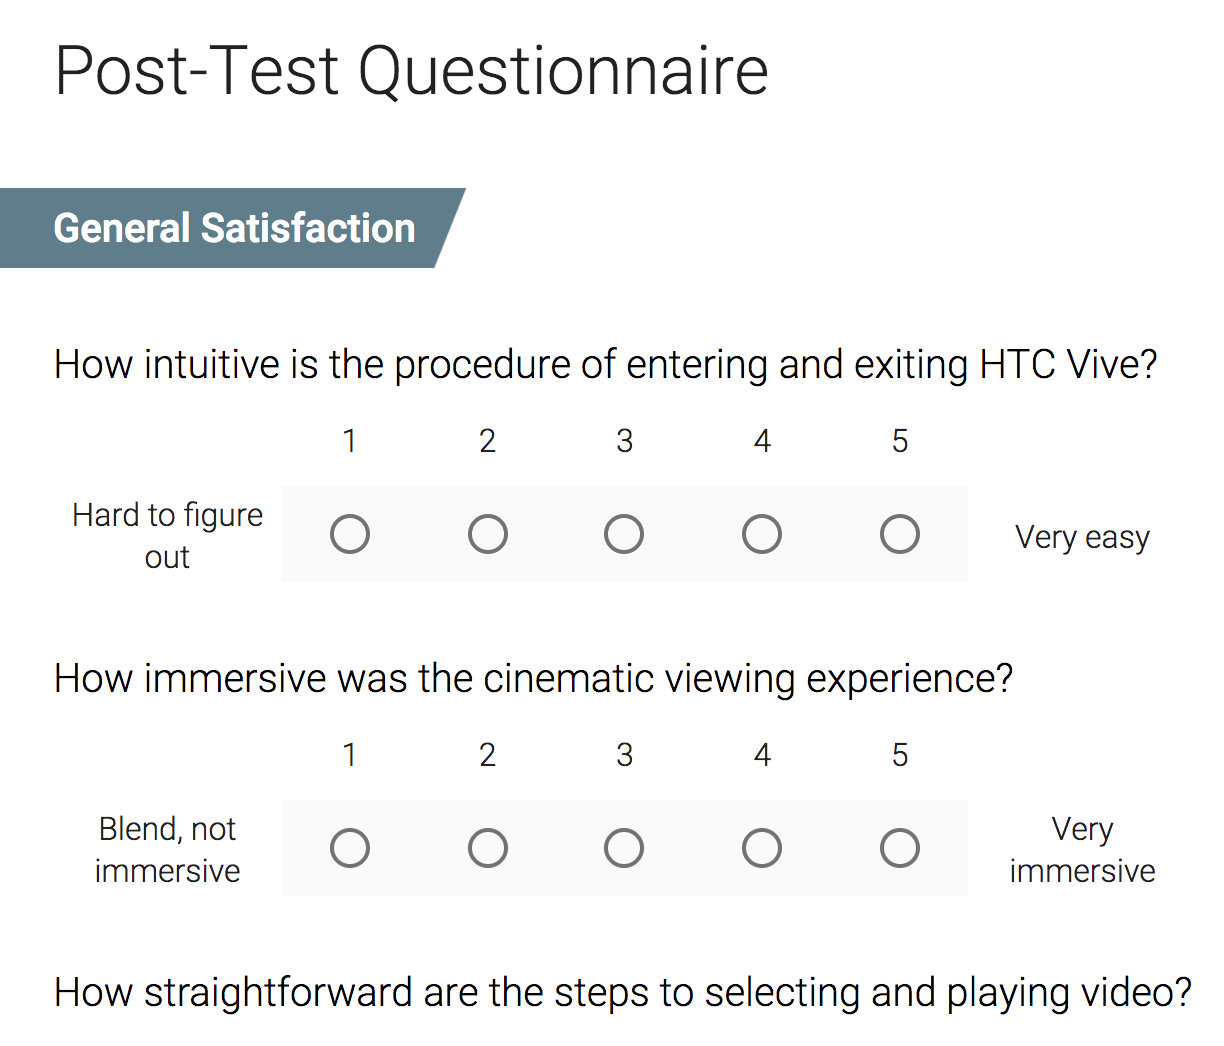 Post-Test Questionnaire
General Satisfaction
How intuitive is the procedure of entering and exiting HTC Vive?
1 2 3 4 5
Hard to figure
out
Very easy
How immersive was the cinematic viewing experience?
1 2 3 4 5
Blend, not
immersive
Very
immersive
How straightforward are the steps to selecting and playing video?